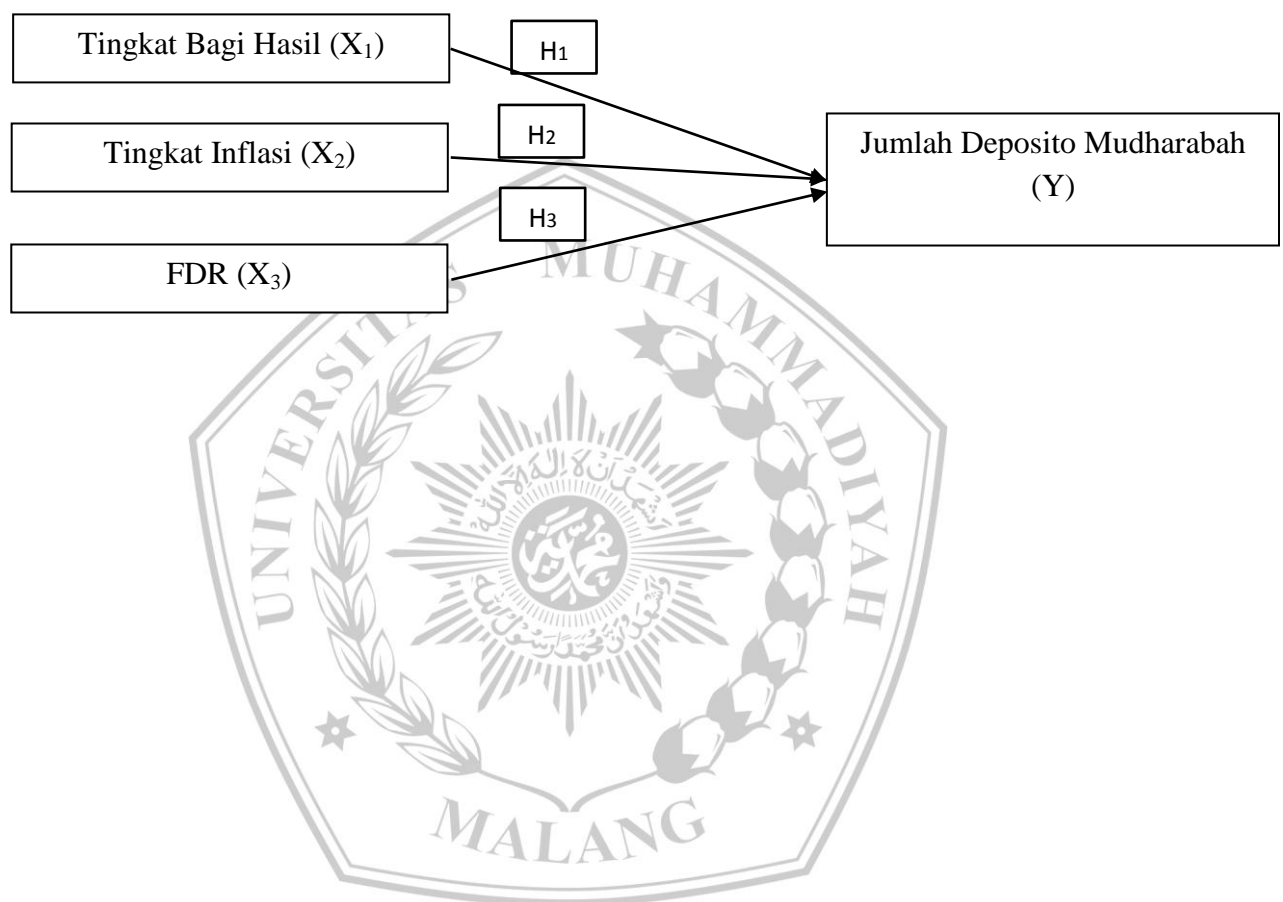 Tingkat Bagi Hasil (X₁)
H1
Tingkat Inflasi (X₂)
H2
Jumlah Deposito Mudharabah
(Y)
H3
FDR (X₃)
UNIVERSITAS MUHAMMADIYAH
MALANG